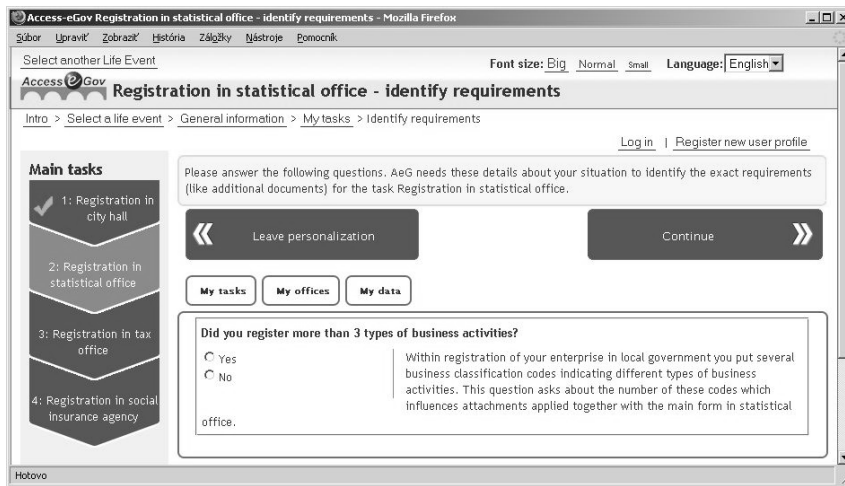 Access-eGov Registration in statistical office - identify requirements - Mozilla Firefox
Súbor Upraviť Zobraziť História Záložky Nástroje Pomocník
Select another Life Event
Font size: Big Normal Small Language: English
Access eGov
Registration in statistical office - identify requirements
Intro > Select a life event > General information > My tasks > Identify requirements
Log in | Register new user profile
Main tasks
1: Registration in
city hall
2: Registration in
statistical office
3: Registration in tax
office
4: Registration in social
insurance agency
Please answer the following questions. AeG needs these details about your situation to identify the exact requirements
(like additional documents) for the task Registration in statistical office.
Leave personalization
Continue
My tasks My offices My data
Did you register more than 3 types of business activities?
Yes
No
Within registration of your enterprise in local government you put several
business classification codes indicating different types of business
activities. This question asks about the number of these codes which
influences attachments applied together with the main form in statistical
office.
Hotovo